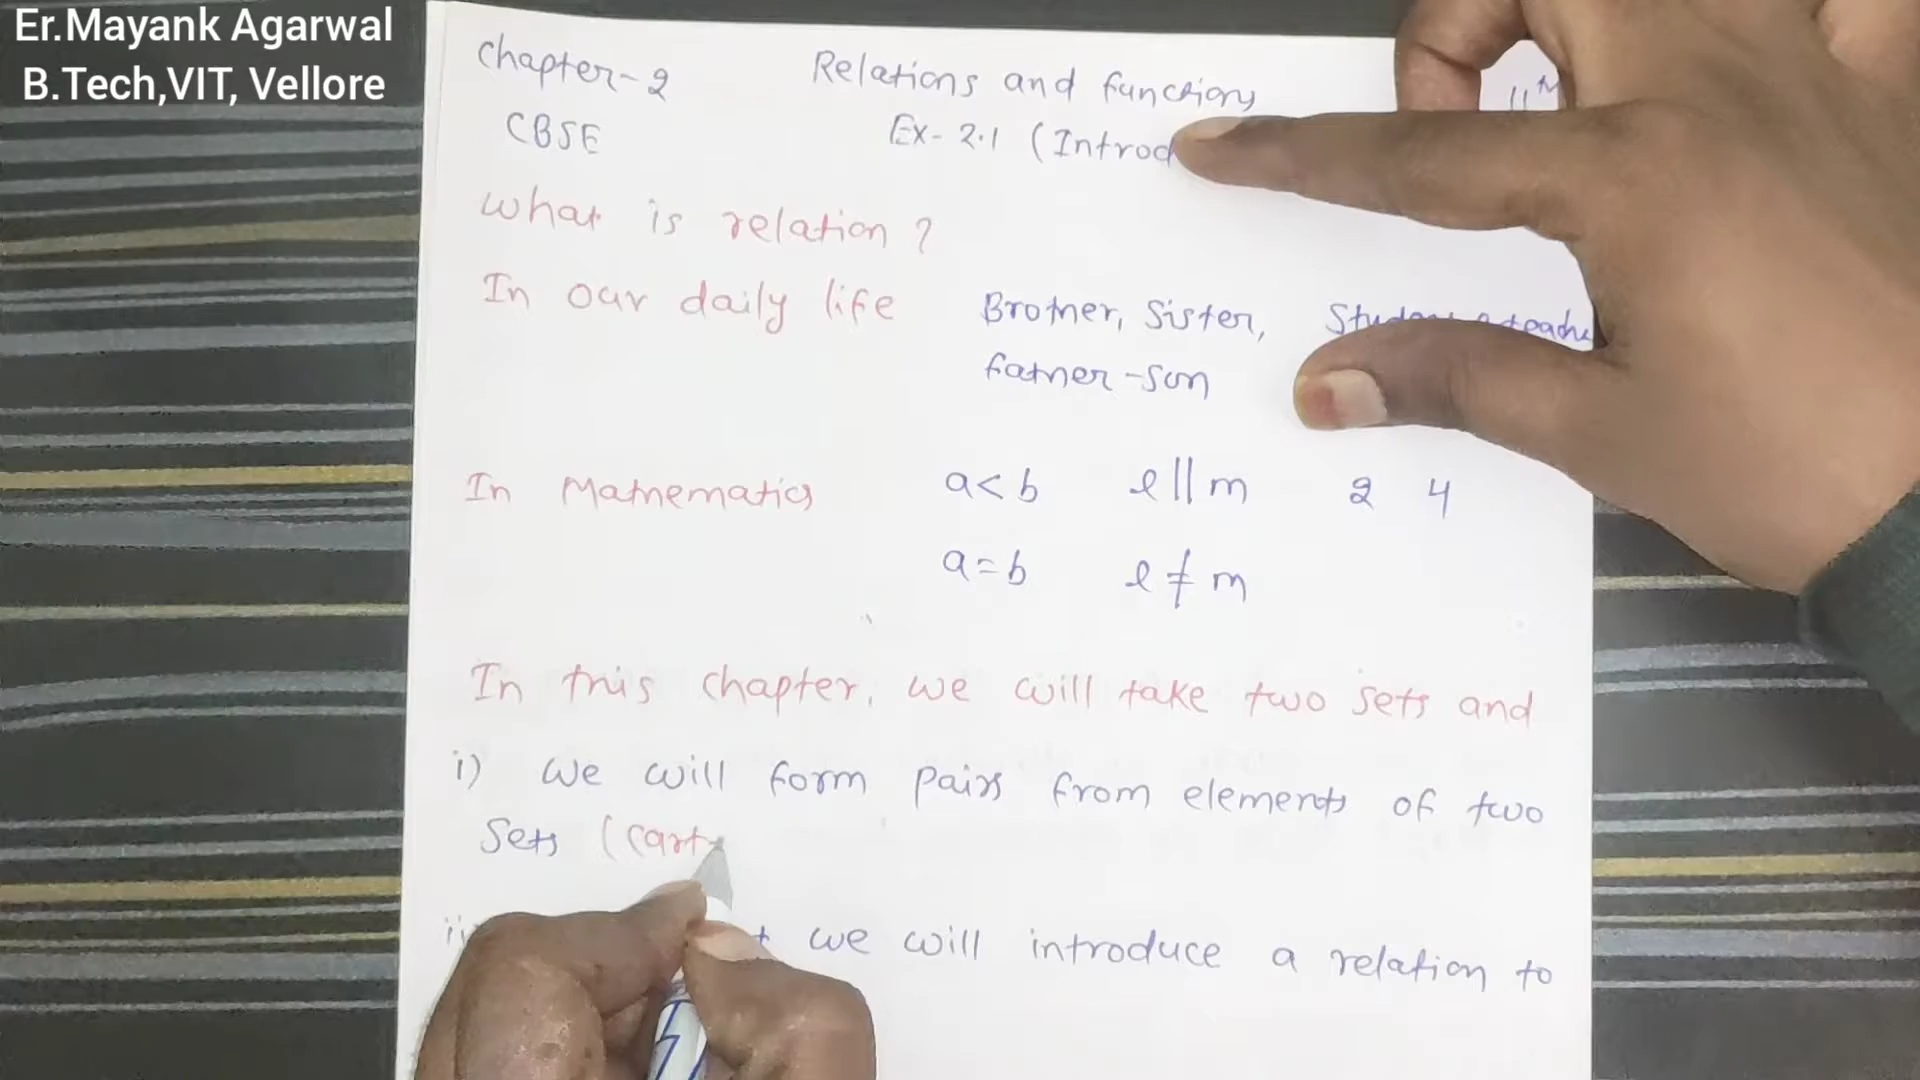 Er.Mayank Agarwal
B.Tech,VIT, Vellore
Chapter-2 Relations and functions 11th
CBSE Ex-2.1 (Introd
What is relation?
In our daily life Brother, Sister,
father-son
In Mathematics a<b l||m 2 4
a=b l≠m
In this chapter, we will take two sets and
i) We will form pairs from elements of two
Sets (cart
we will introduce a relation to